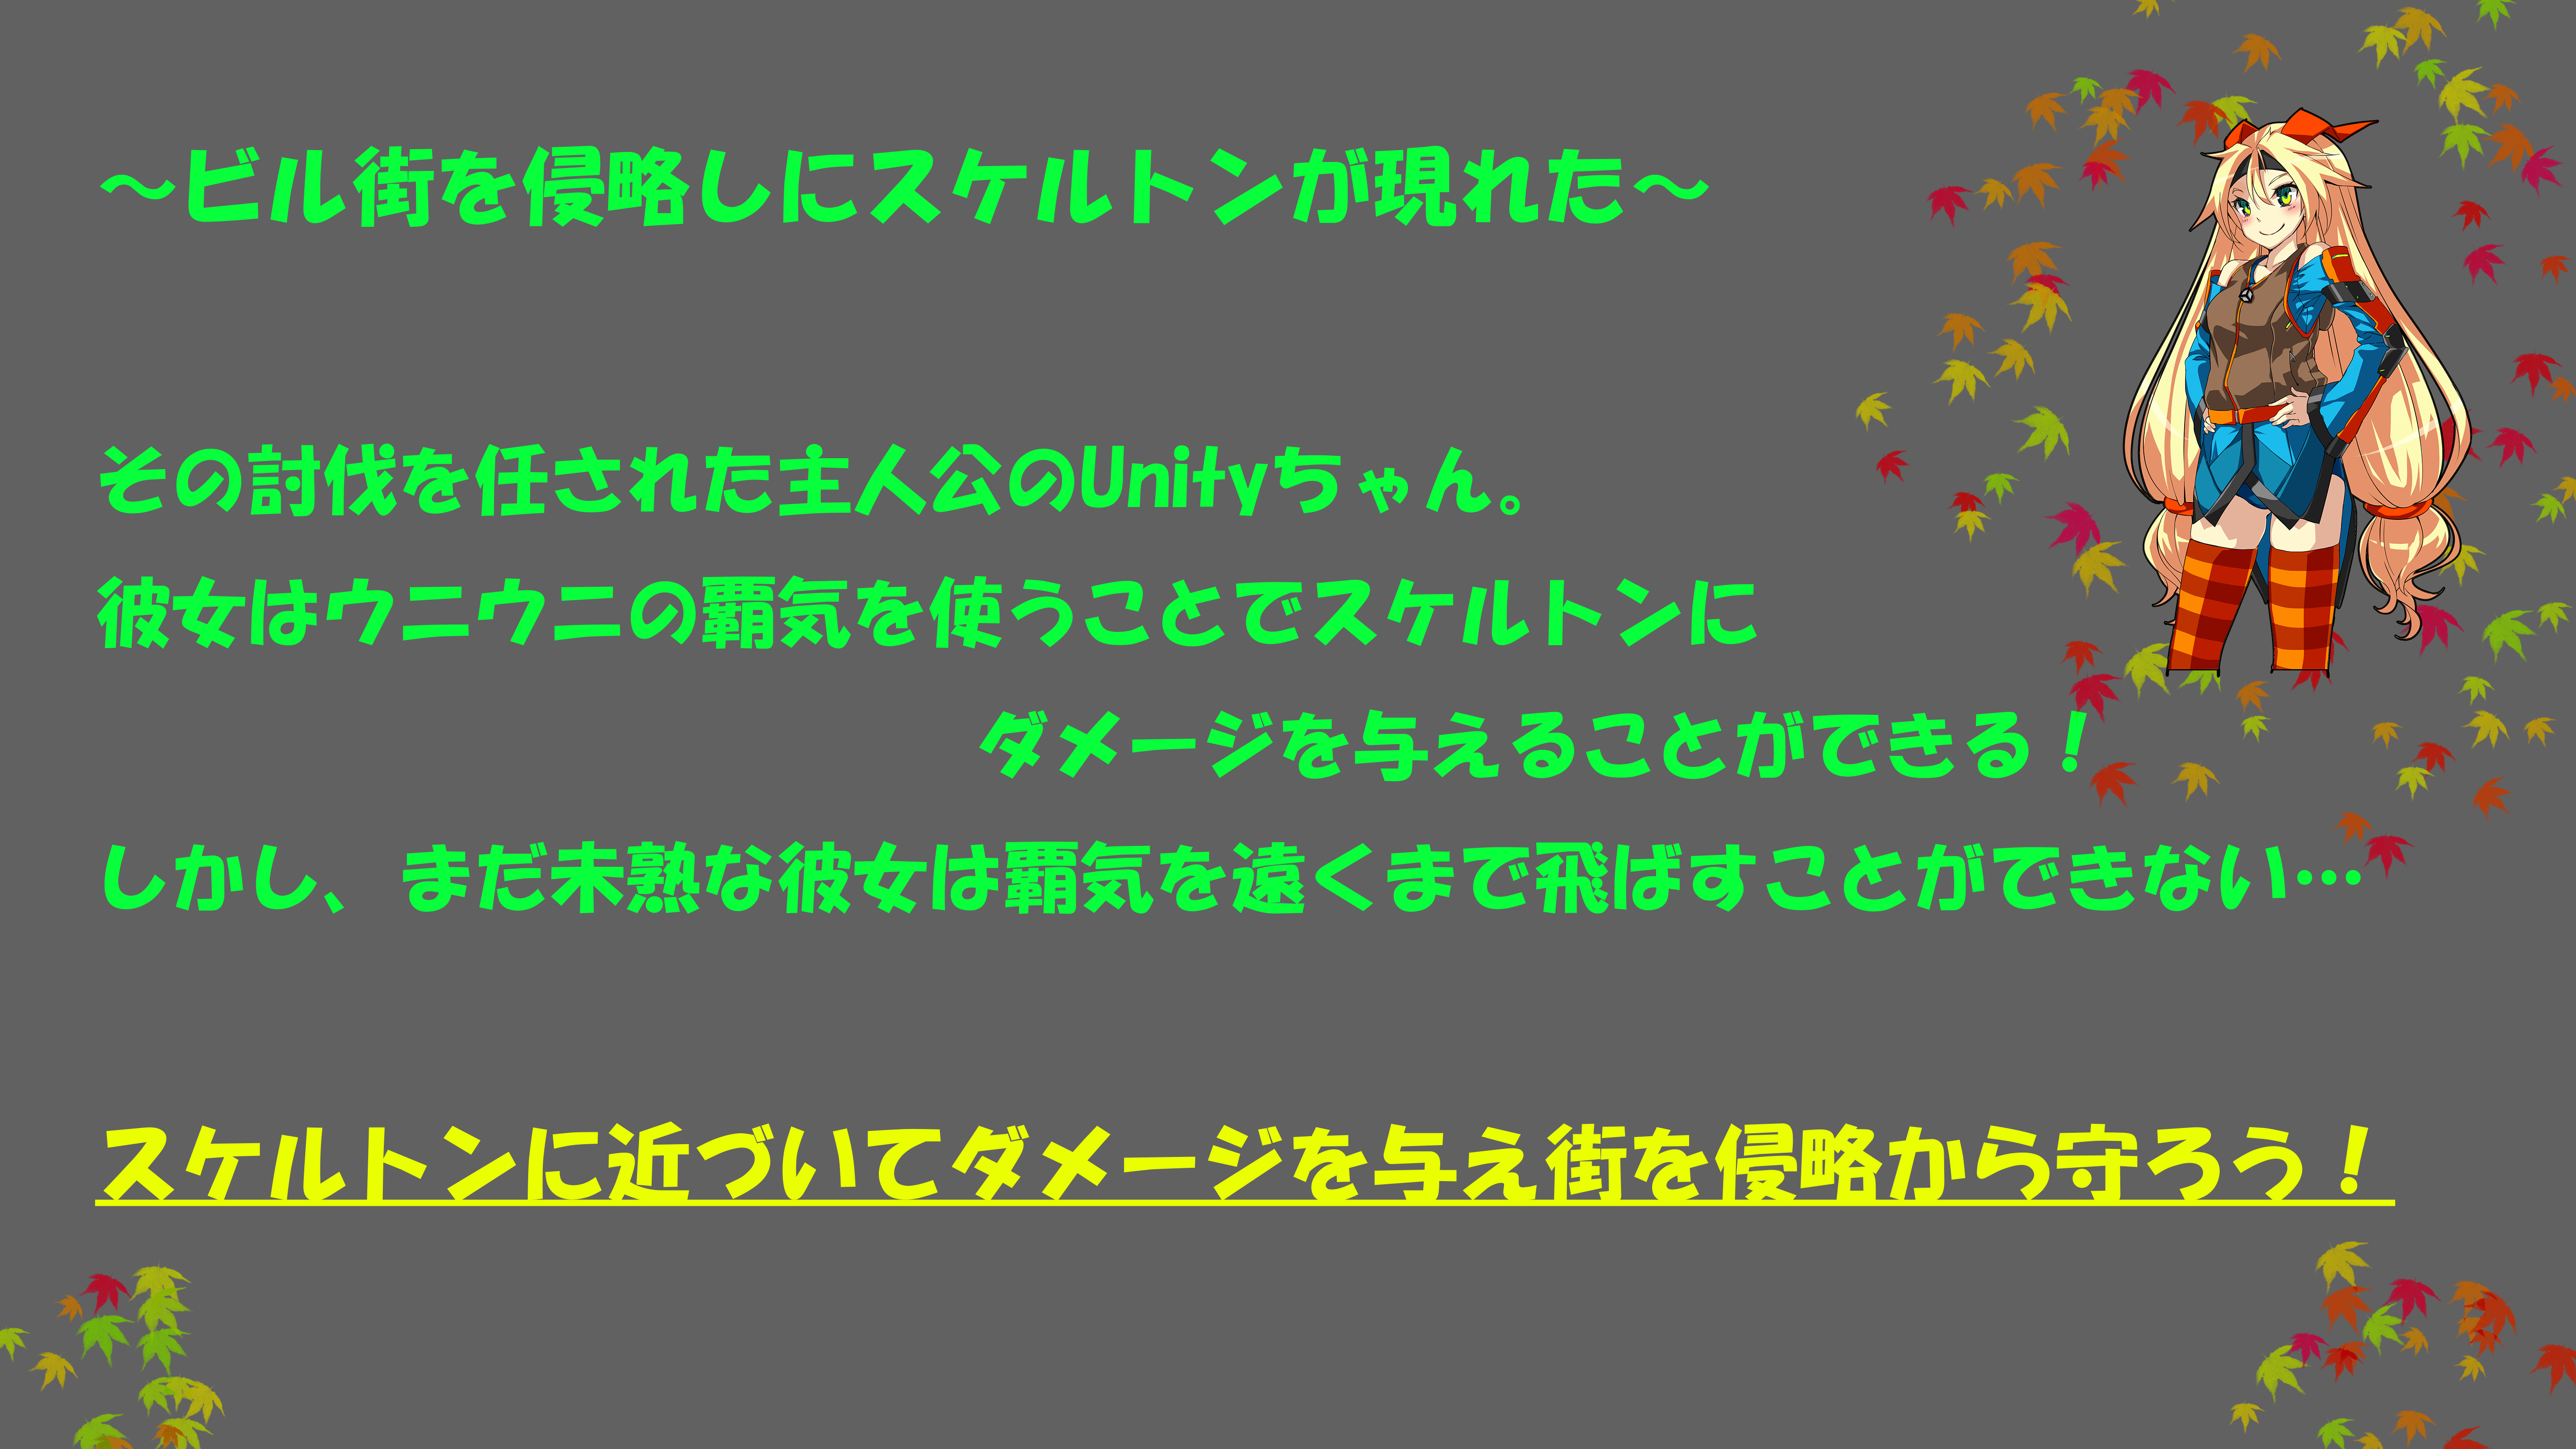 ～ビル街を侵略しにスケルトンが現れた～
その討伐を任された主人公のUnityちゃん。
彼女はウニウニの覇気を使うことでスケルトンに
ダメージを与えることができる！
しかし、まだ未熟な彼女は覇気を遠くまで飛ばすことができない…
スケルトンに近づいてダメージを与え街を侵略から守ろう！